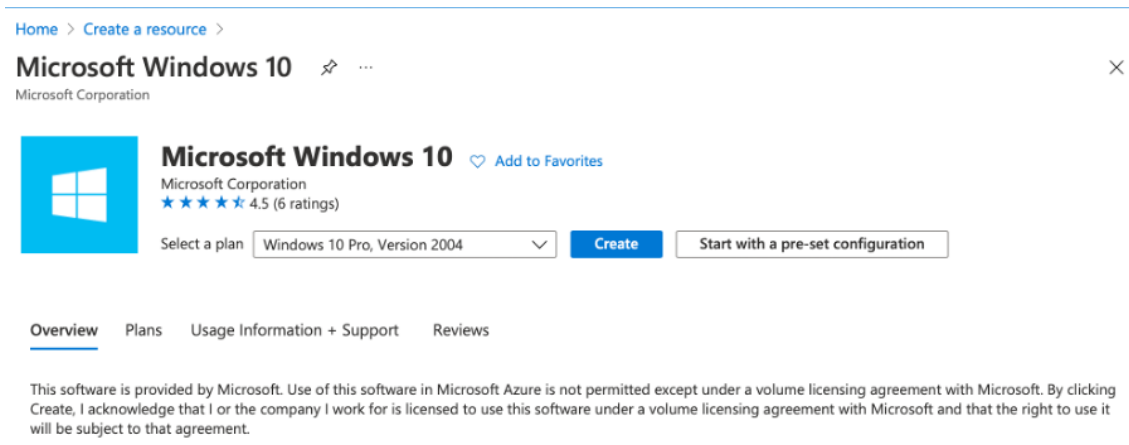 Home > Create a resource >
Microsoft Windows 10 ...
Microsoft Corporation
Microsoft Windows 10 Add to Favorites
Microsoft Corporation
4.5 (6 ratings)
Select a plan Windows 10 Pro, Version 2004 Create Start with a pre-set configuration
Overview Plans Usage Information + Support Reviews
This software is provided by Microsoft. Use of this software in Microsoft Azure is not permitted except under a volume licensing agreement with Microsoft. By clicking
Create, I acknowledge that I or the company I work for is licensed to use this software under a volume licensing agreement with Microsoft and that the right to use it
will be subject to that agreement.